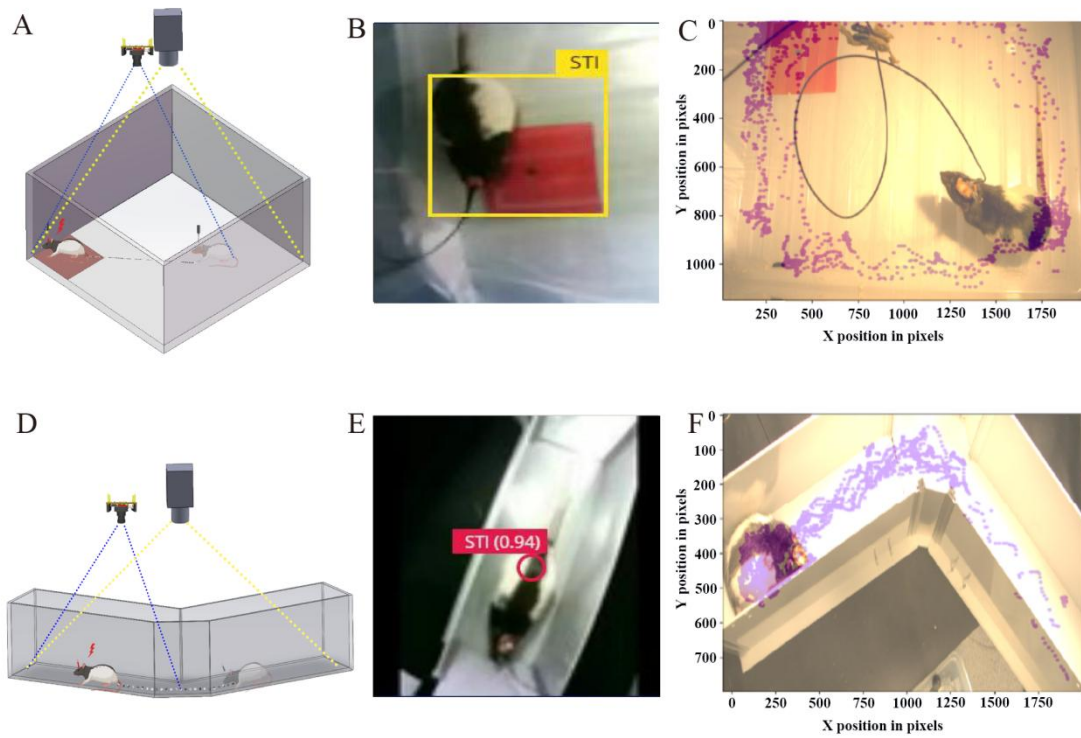 A
B
STI
C
0
200
400
600
800
1000
Y position in pixels
250 500 750 1000 1250 1500 1750
X position in pixels
D
E
STI (0.94)
F
0
100
200
300
400
500
600
700
Y position in pixels
0 250 500 750 1000 1250 1500 1750
X position in pixels